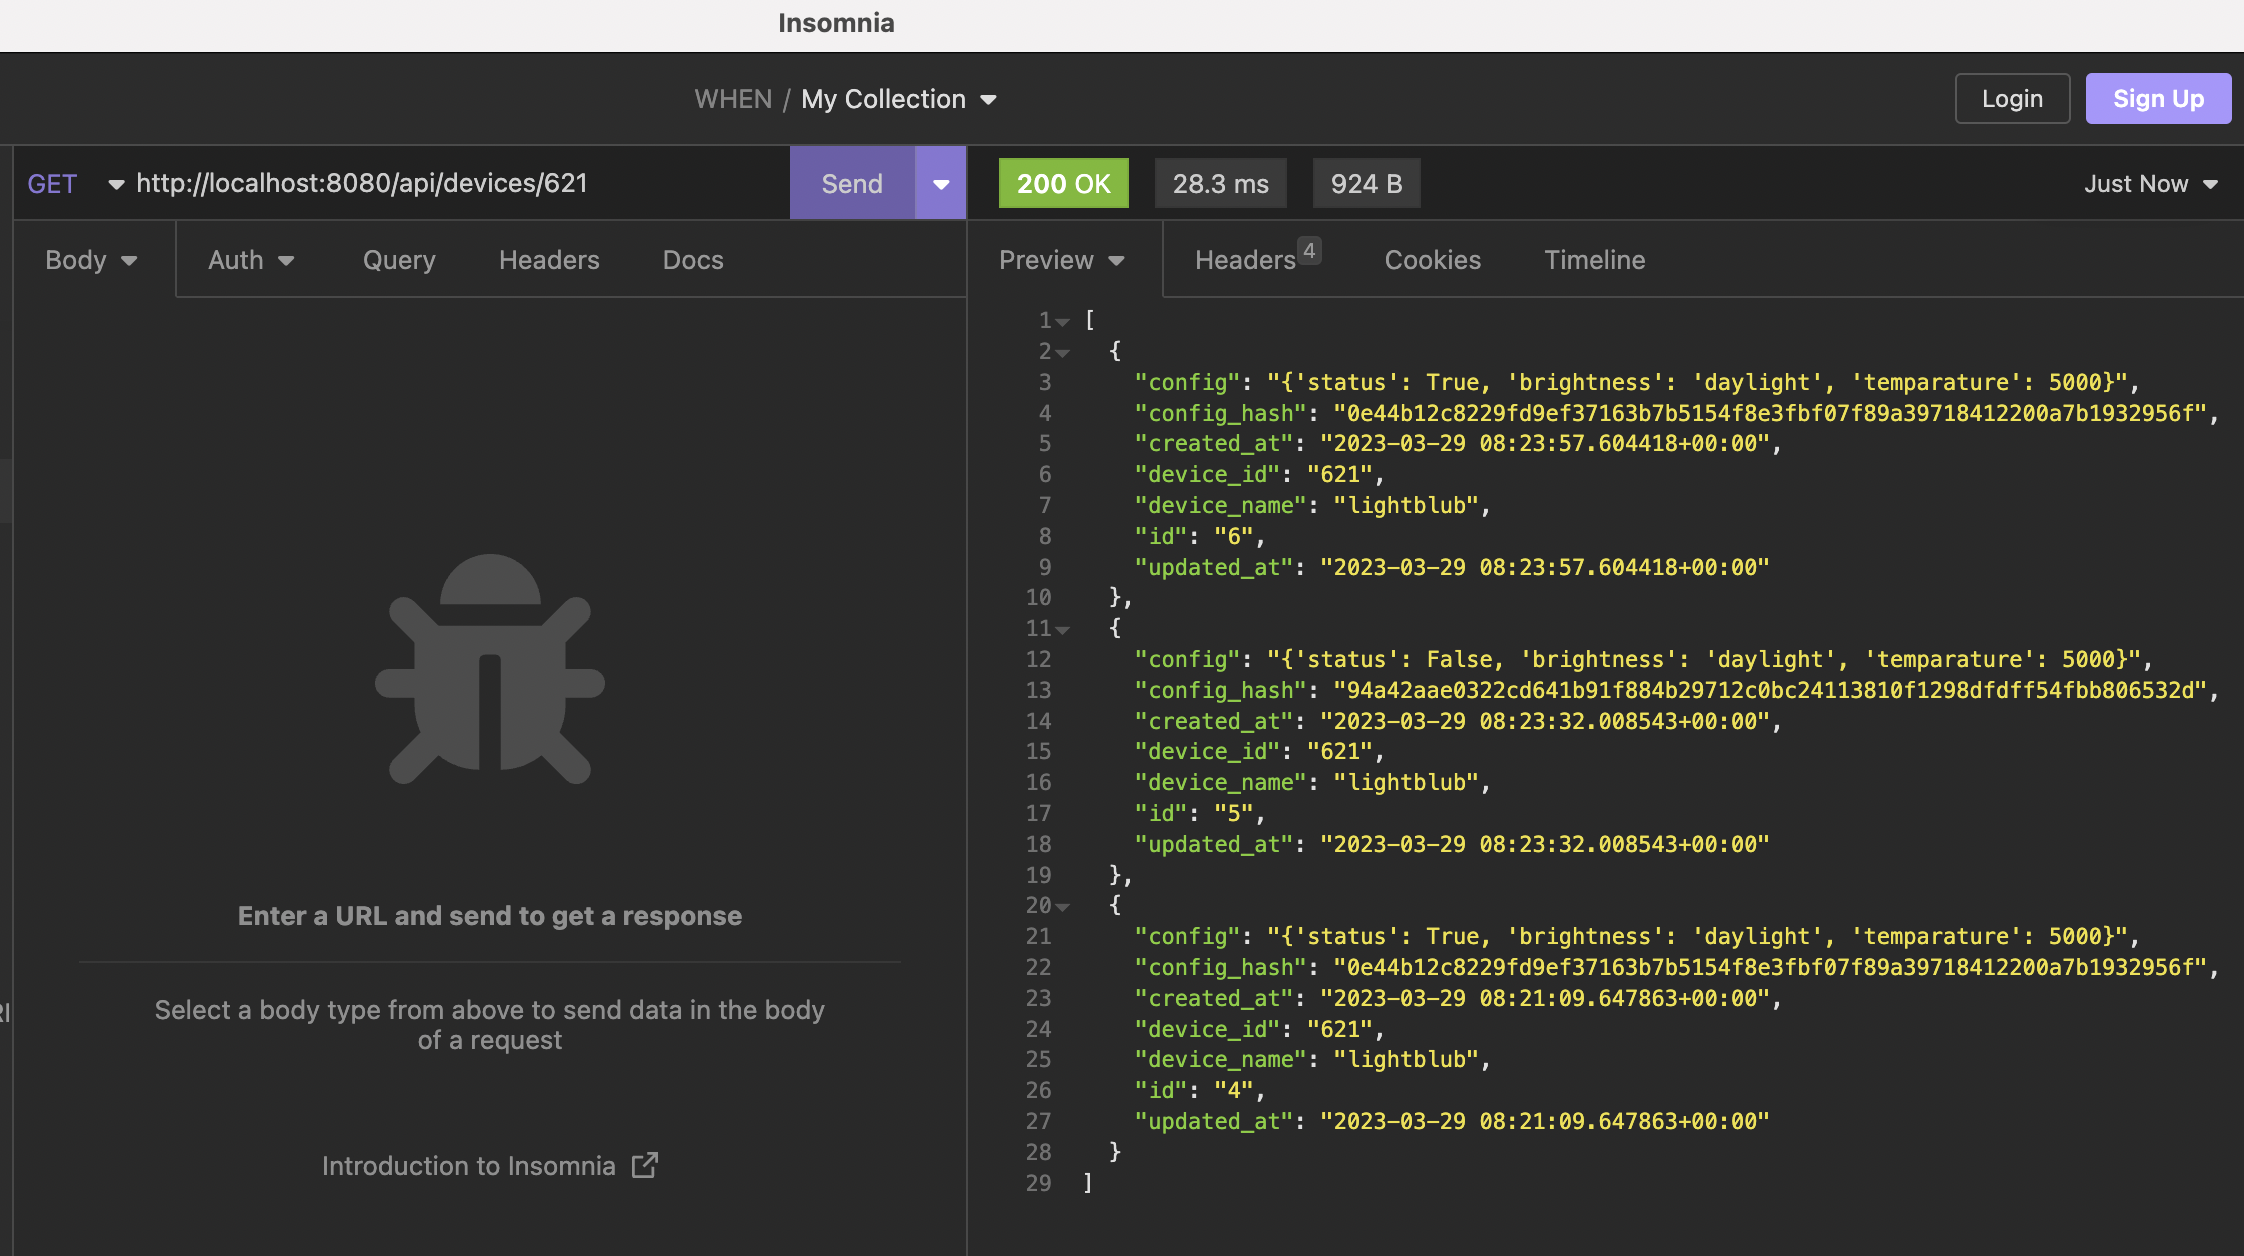 Insomnia
WHEN / My Collection
Login
Sign Up
GET http://localhost:8080/api/devices/621
Send
200 OK
28.3 ms
924 B
Just Now
Body
Auth
Query
Headers
Docs
Preview
Headers 4
Cookies
Timeline
Enter a URL and send to get a response
Select a body type from above to send data in the body
of a request
Introduction to Insomnia
1 [
2 {
3 "config": "{'status': True, 'brightness': 'daylight', 'temparature': 5000}",
4 "config_hash": "0e44b12c8229fd9ef37163b7b5154f8e3fbf07f89a39718412200a7b1932956f",
5 "created_at": "2023-03-29 08:23:57.604418+00:00",
6 "device_id": "621",
7 "device_name": "lightblub",
8 "id": "6",
9 "updated_at": "2023-03-29 08:23:57.604418+00:00"
10 },
11 {
12 "config": "{'status': False, 'brightness': 'daylight', 'temparature': 5000}",
13 "config_hash": "94a42aae0322cd641b91f884b29712c0bc24113810f1298dfdff54fbb806532d",
14 "created_at": "2023-03-29 08:23:32.008543+00:00",
15 "device_id": "621",
16 "device_name": "lightblub",
17 "id": "5",
18 "updated_at": "2023-03-29 08:23:32.008543+00:00"
19 },
20 {
21 "config": "{'status': True, 'brightness': 'daylight', 'temparature': 5000}",
22 "config_hash": "0e44b12c8229fd9ef37163b7b5154f8e3fbf07f89a39718412200a7b1932956f",
23 "created_at": "2023-03-29 08:21:09.647863+00:00",
24 "device_id": "621",
25 "device_name": "lightblub",
26 "id": "4",
27 "updated_at": "2023-03-29 08:21:09.647863+00:00"
28 }
29 ]